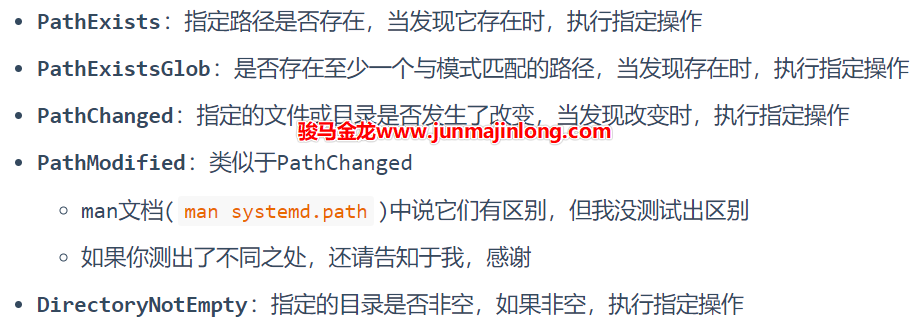 PathExists：指定路径是否存在，当发现它存在时，执行指定操作
PathExistsGlob：是否存在至少一个与模式匹配的路径，当发现存在时，执行指定操作
PathChanged：指定的文件或目录是否发生了改变，当发现改变时，执行指定操作
骏马金龙www.junmajinlong.com
PathModified：类似于PathChanged
man文档(man systemd.path)中说它们有区别，但我没测试出区别
如果你测出了不同之处，还请告知于我，感谢
DirectoryNotEmpty：指定的目录是否非空，如果非空，执行指定操作